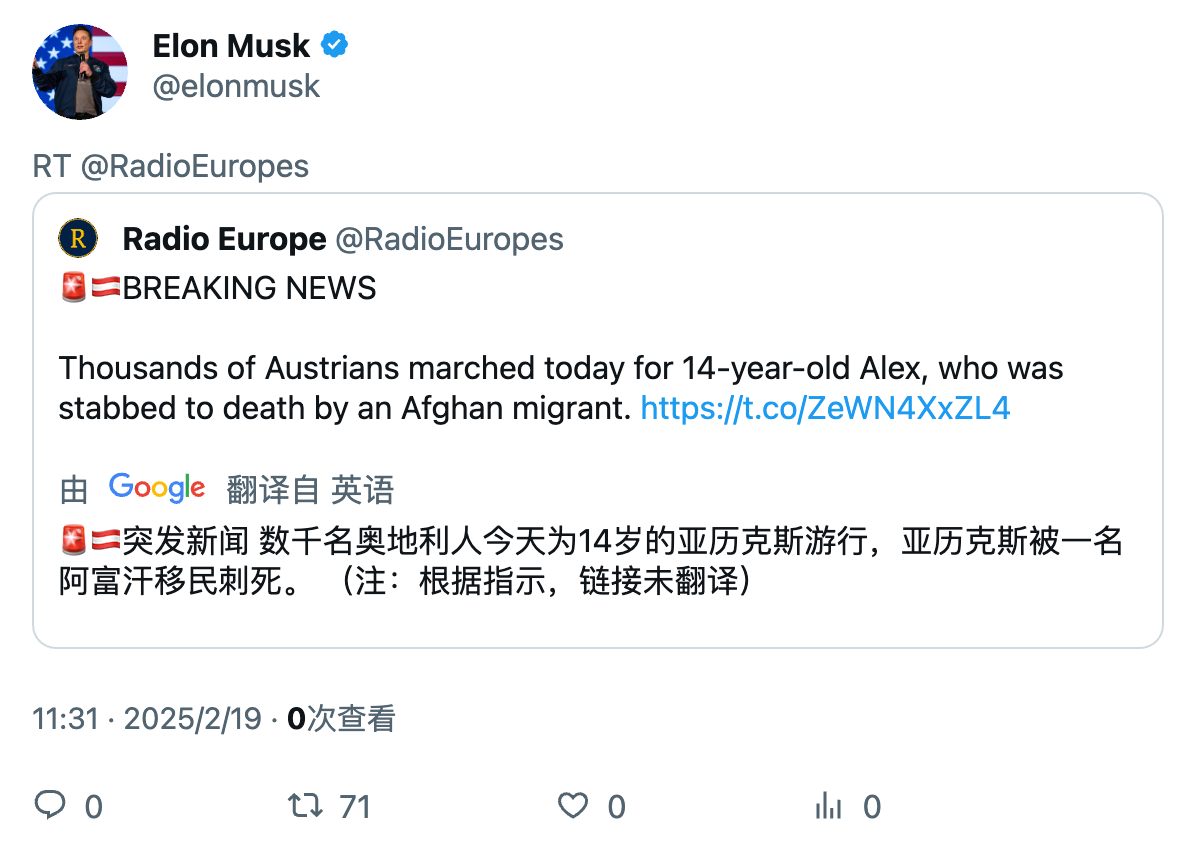 Elon Musk
@elonmusk
RT @RadioEuropes
R Radio Europe @RadioEuropes
🚨🇦🇹BREAKING NEWS
Thousands of Austrians marched today for 14-year-old Alex, who was
stabbed to death by an Afghan migrant. https://t.co/ZeWN4XxZL4
由 Google 翻译自 英语
🚨🇦🇹突发新闻 数千名奥地利人今天为14岁的亚历克斯游行，亚历克斯被一名
阿富汗移民刺死。 （注：根据指示，链接未翻译）
11:31 · 2025/2/19 · 0次查看
0 71 0 0